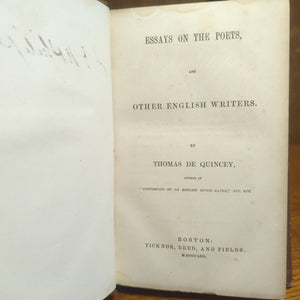 ESSAYS ON THE POETS,
AND
OTHER ENGLISH WRITERS.
BY
THOMAS DE QUINCEY,
AUTHOR OF
"CONFESSIONS OF AN ENGLISH OPIUM-EATER," ETC. ETC.
BOSTON:
TICKNOR, REED, AND FIELDS.
MDCCCLIII.